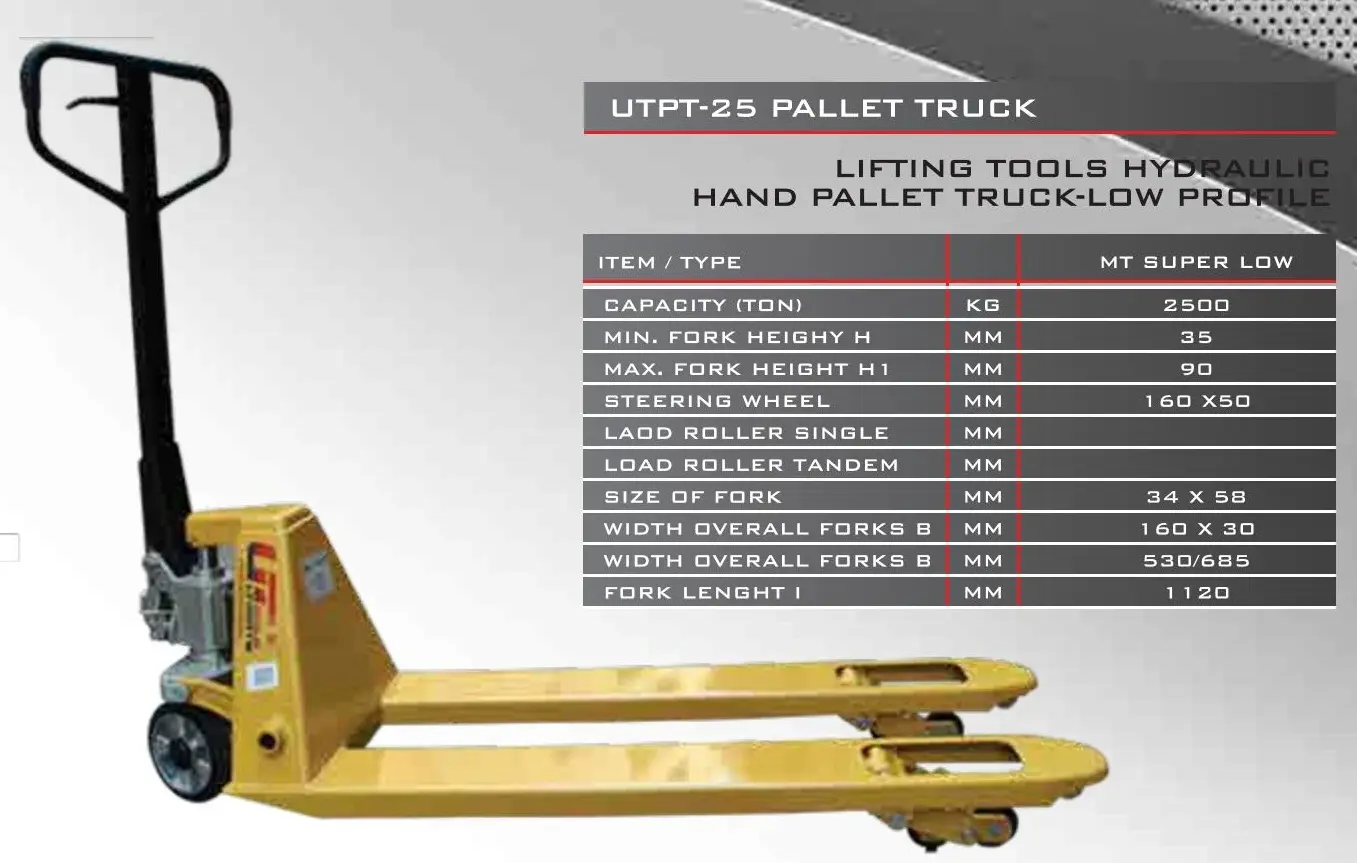 UTPT-25 PALLET TRUCK
LIFTING TOOLS HYDRAULIC
HAND PALLET TRUCK-LOW PROFILE
ITEM / TYPE MT SUPER LOW
CAPACITY (TON) KG 2500
MIN. FORK HEIGHY H MM 35
MAX. FORK HEIGHT H1 MM 90
STEERING WHEEL MM 160 X50
LAOD ROLLER SINGLE MM
LOAD ROLLER TANDEM MM
SIZE OF FORK MM 34 X 58
WIDTH OVERALL FORKS B MM 160 X 30
WIDTH OVERALL FORKS B MM 530/685
FORK LENGHT I MM 1120